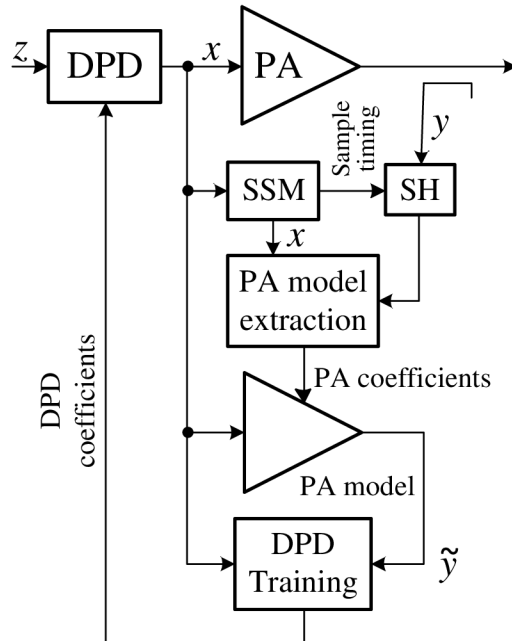 z
DPD
x
PA
y
Sample
timing
SSM
SH
x
PA model
extraction
PA coefficients
DPD
coefficients
PA model
DPD
Training
ỹ